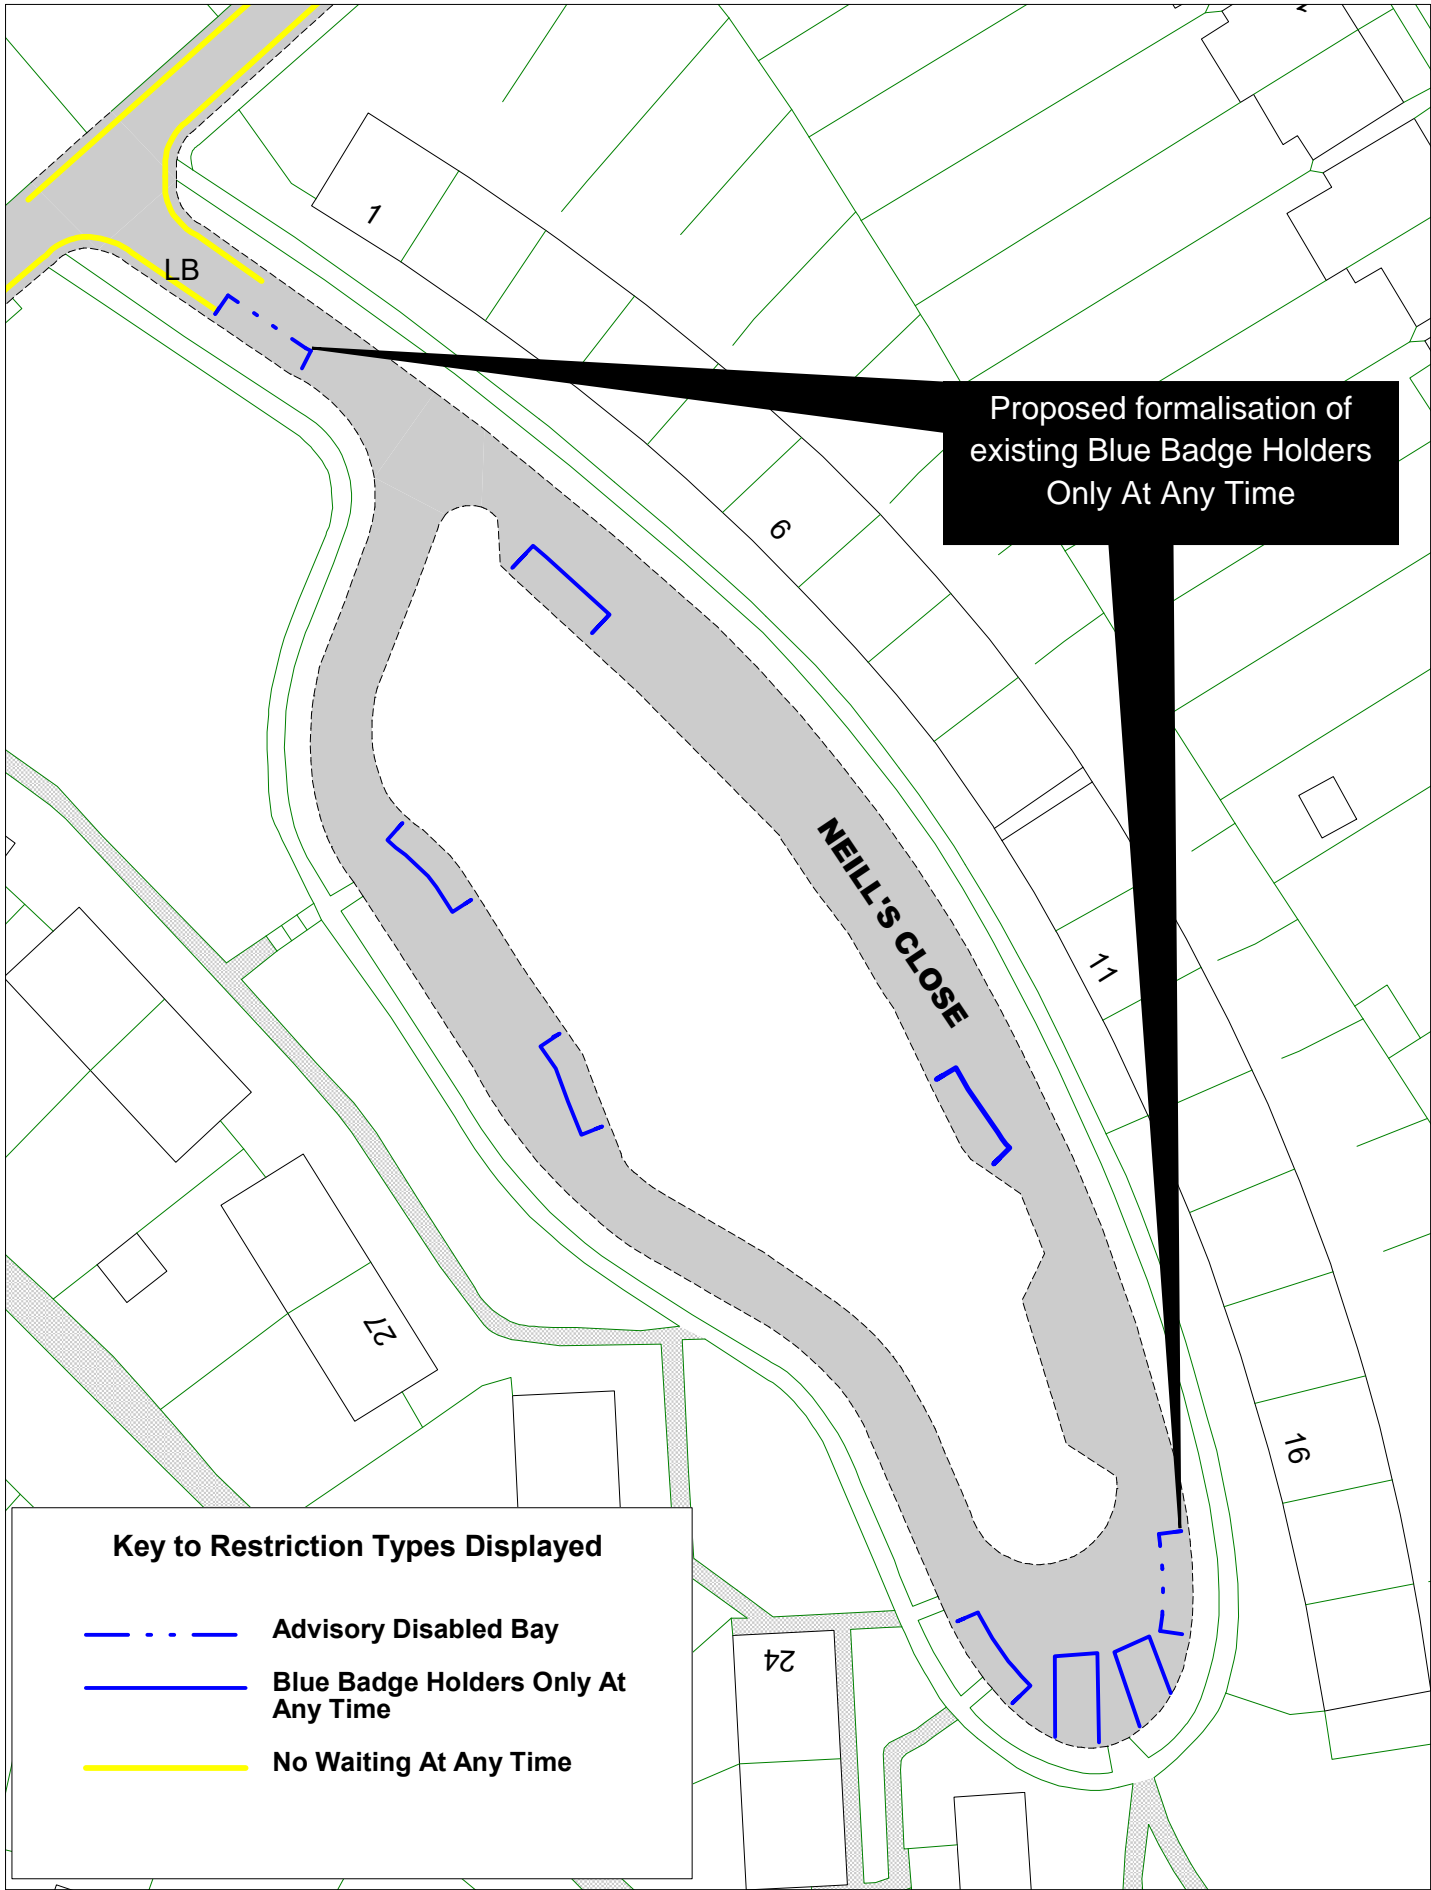 1
LB
Proposed formalisation of
existing Blue Badge Holders
Only At Any Time
6
NEILL'S CLOSE
11
27
16
24
Key to Restriction Types Displayed
Advisory Disabled Bay
Blue Badge Holders Only At
Any Time
No Waiting At Any Time